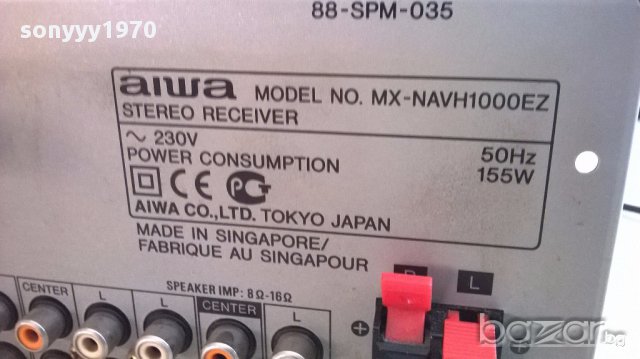 sonyyy1970
88-SPM-035
aiwa MODEL NO. MX-NAVH1000EZ
STEREO RECEIVER
~ 230V 50Hz
POWER CONSUMPTION 155W
CE
AIWA CO.,LTD. TOKYO JAPAN
MADE IN SINGAPORE/
FABRIQUE AU SINGAPOUR
SPEAKER IMP: 8Ω-16Ω
CENTER L L CENTER L
L
bazar.bg